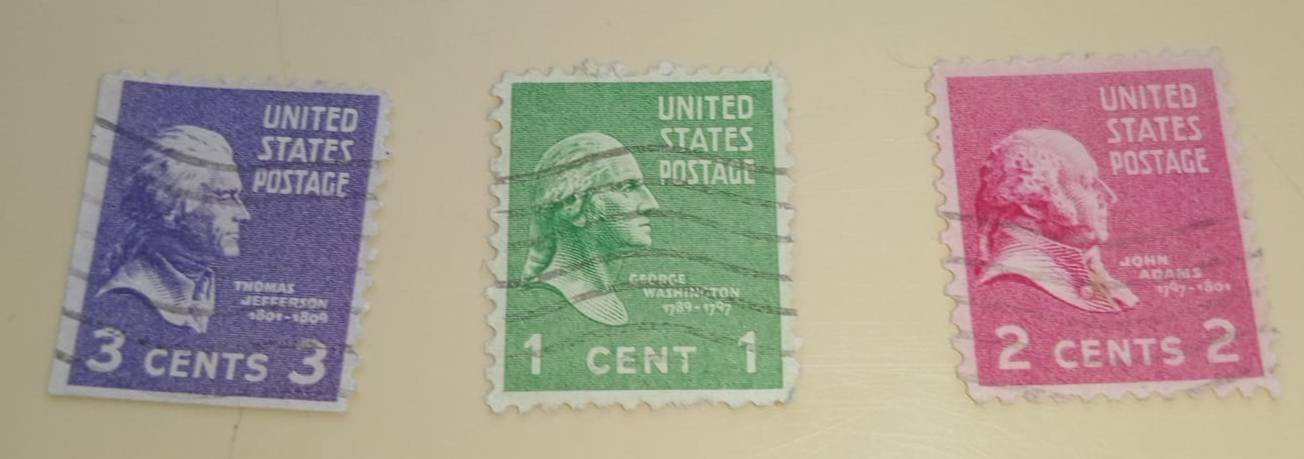 UNITED
STATES
POSTAGE
THOMAS
JEFFERSON
1801-1809
3 CENTS 3
UNITED
STATES
POSTAGE
GEORGE
WASHINGTON
1789-1797
1 CENT 1
UNITED
STATES
POSTAGE
JOHN
ADAMS
1797-1801
2 CENTS 2